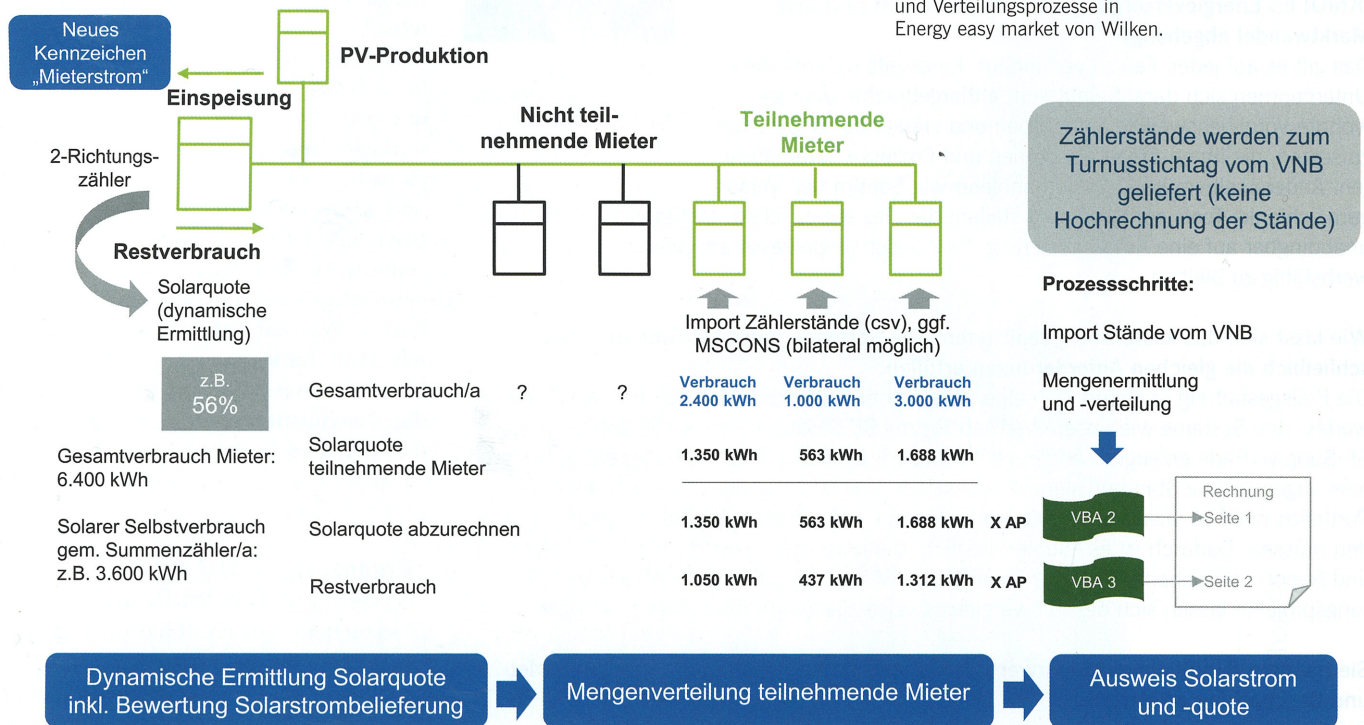 und Verteilungsprozesse in
Energy easy market von Wilken.
Neues
Kennzeichen
„Mieterstrom“
PV-Produktion
Einspeisung
2-Richtungs-
zähler
Restverbrauch
Nicht teil-
nehmende Mieter
Teilnehmende
Mieter
Zählerstände werden zum
Turnusstichtag vom VNB
geliefert (keine
Hochrechnung der Stände)
Solarquote
(dynamische
Ermittlung)
z.B.
56%
Gesamtverbrauch Mieter:
6.400 kWh
Solarer Selbstverbrauch
gem. Summenzähler/a:
z.B. 3.600 kWh
Import Zählerstände (csv), ggf.
MSCONS (bilateral möglich)
Gesamtverbrauch/a ? ? Verbrauch Verbrauch Verbrauch
2.400 kWh 1.000 kWh 3.000 kWh
Solarquote
teilnehmende Mieter 1.350 kWh 563 kWh 1.688 kWh
Solarquote abzurechnen 1.350 kWh 563 kWh 1.688 kWh X AP
Restverbrauch 1.050 kWh 437 kWh 1.312 kWh X AP
Prozessschritte:
Import Stände vom VNB
Mengenermittlung
und -verteilung
VBA 2
VBA 3
Rechnung
Seite 1
Seite 2
Dynamische Ermittlung Solarquote
inkl. Bewertung Solarstrombelieferung
Mengenverteilung teilnehmende Mieter
Ausweis Solarstrom
und -quote